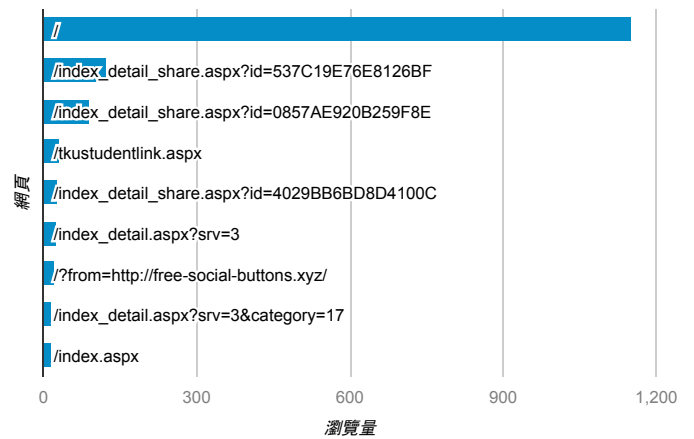 /
/index_detail_share.aspx?id=537C19E76E8126BF
/index_detail_share.aspx?id=0857AE920B259F8E
/tkustudentlink.aspx
/index_detail_share.aspx?id=4029BB6BD8D4100C
/index_detail.aspx?srv=3
/?from=http://free-social-buttons.xyz/
/index_detail.aspx?srv=3&category=17
/index.aspx
網頁
0 300 600 900 1,200
瀏覽量